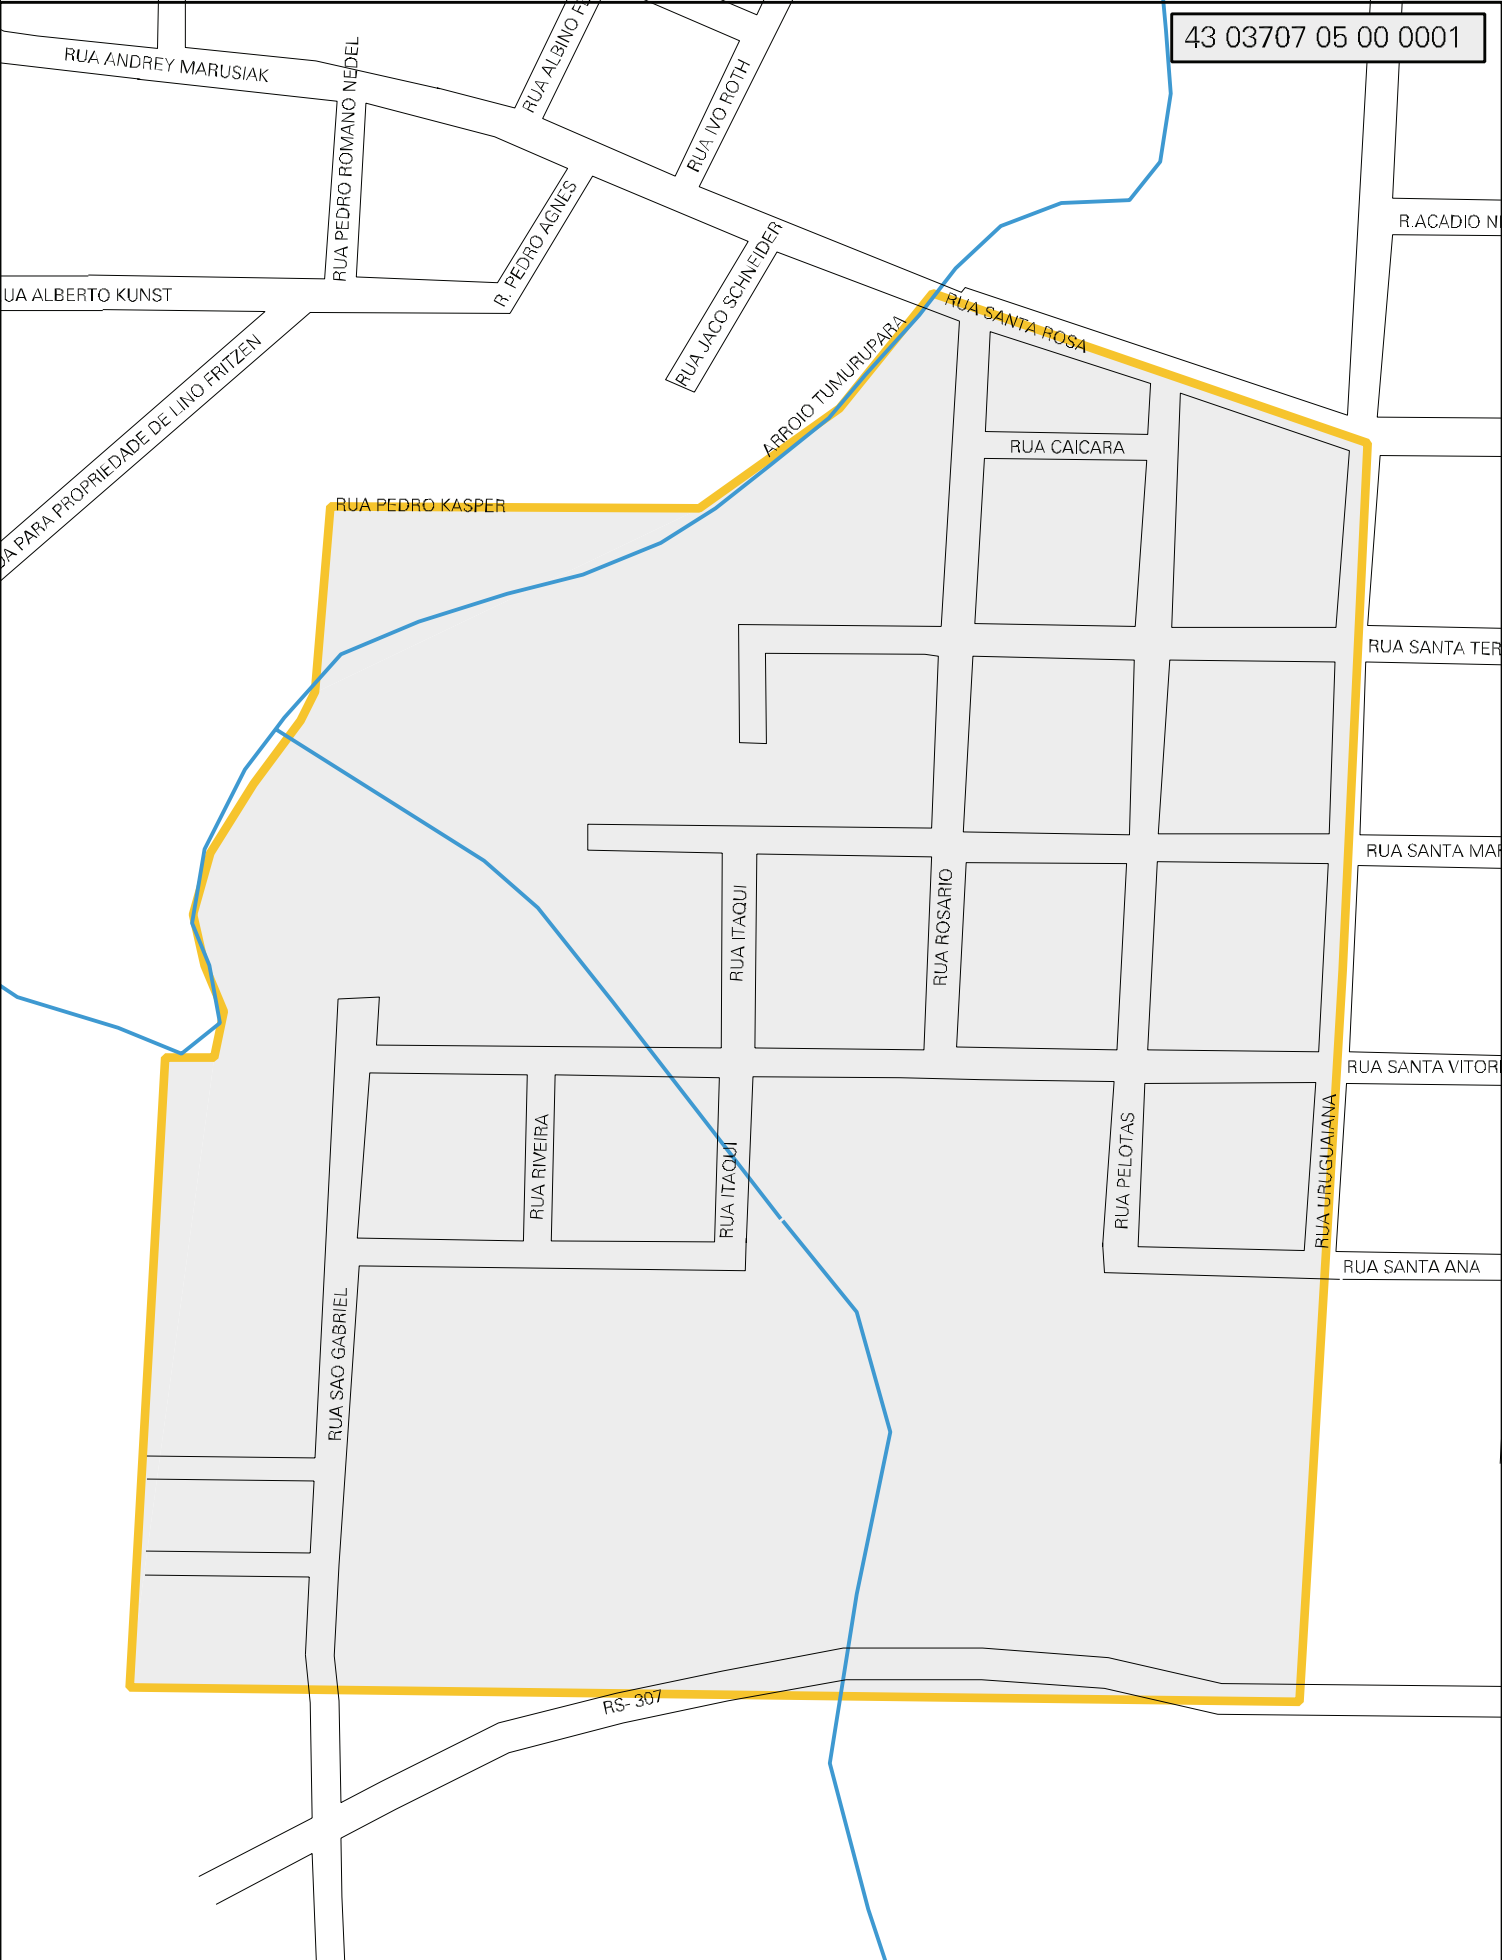 43 03707 05 00 0001
RUA ANDREY MARUSIAK
RUA PEDRO ROMANO NEDEL
RUA ALBINO
RUA IVO ROTH
R. PEDRO AGNES
RUA JACO SCHNEIDER
R.ACADIO
UA ALBERTO KUNST
PARA PROPRIEDADE DE LINO FRITZEN
ARROIO TUMURUPARA
RUA SANTA ROSA
RUA CAICARA
RUA PEDRO KASPER
RUA SANTA TER
RUA SANTA MAR
RUA ITAQUI
RUA ROSARIO
RUA SANTA VITORI
RUA RIVEIRA
RUA ITAQUI
RUA PELOTAS
RUA URUGUAIANA
RUA SANTA ANA
RUA SAO GABRIEL
RS- 307